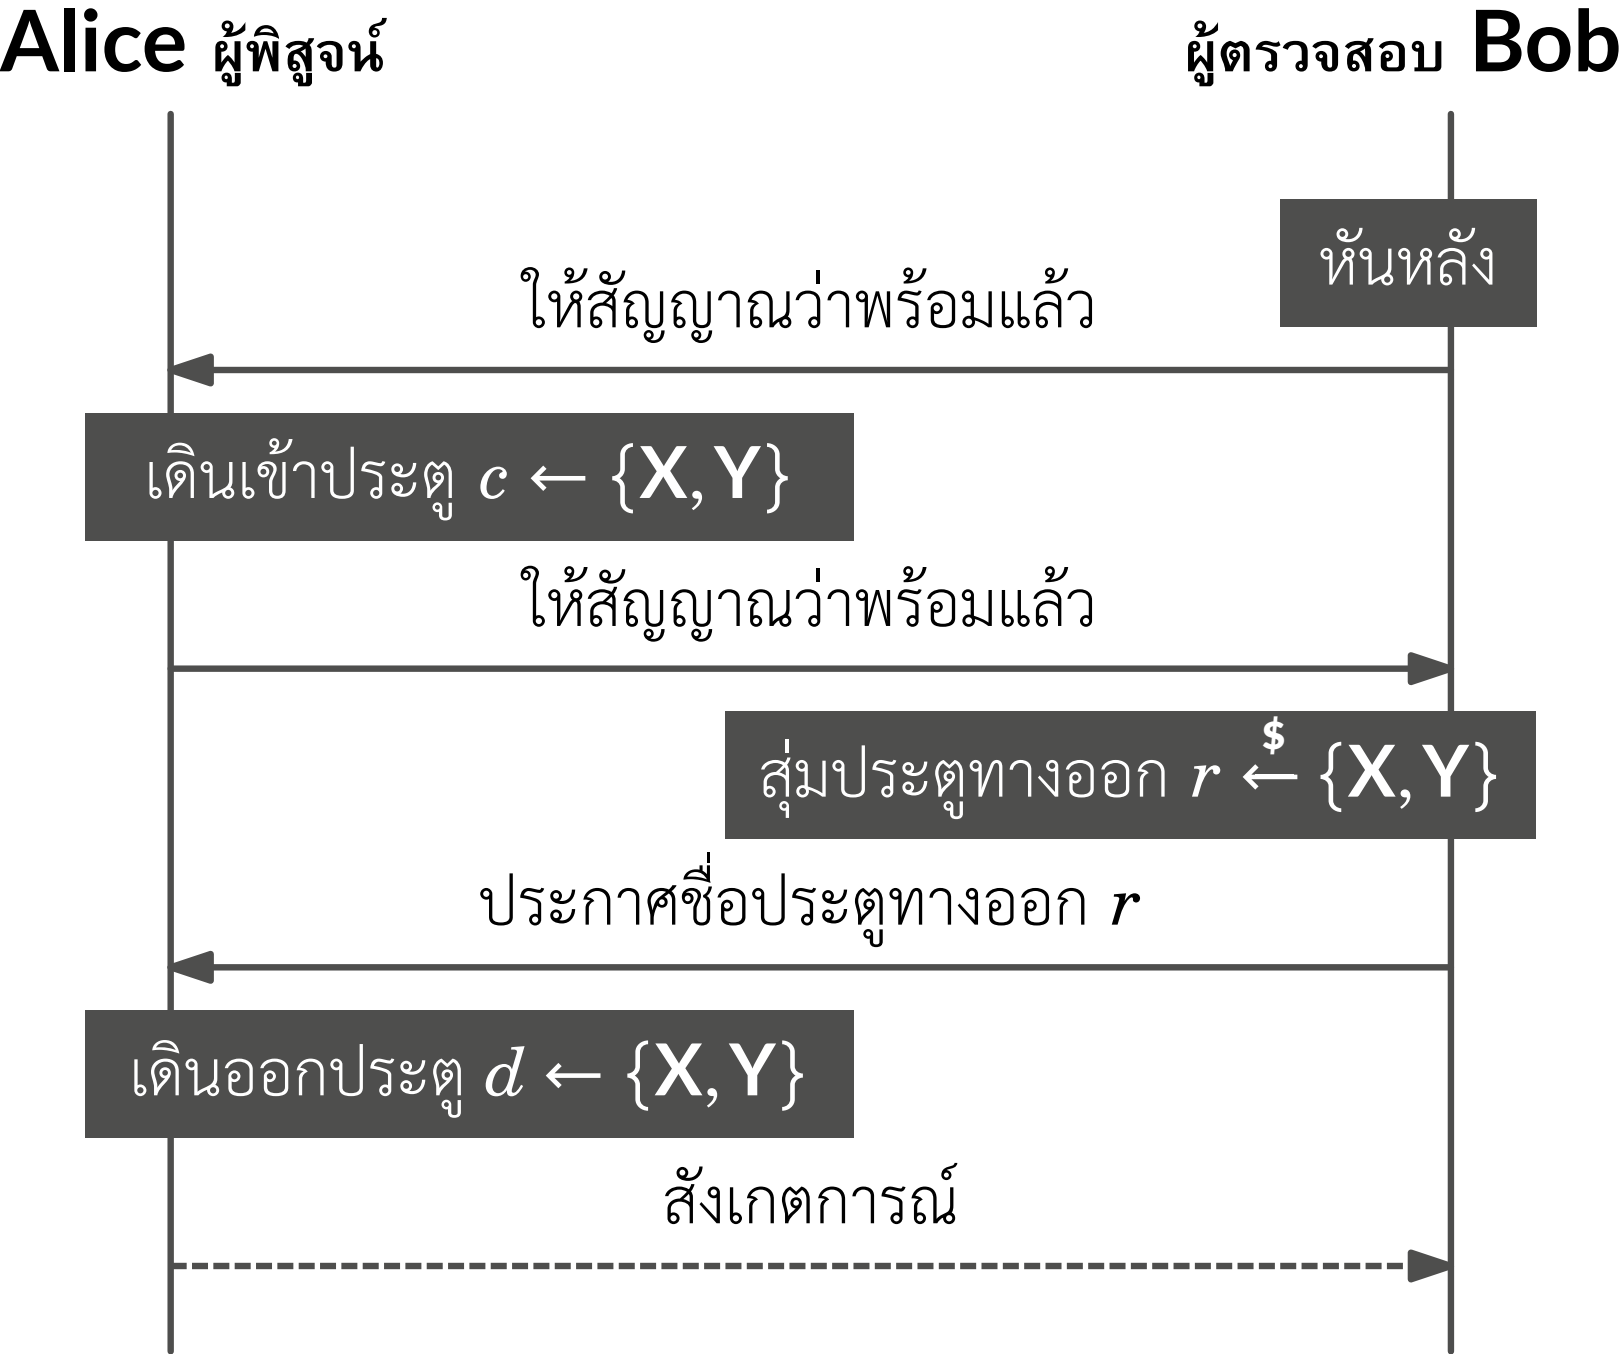 Alice ผู้พิสูจน์
ผู้ตรวจสอบ Bob
หันหลัง
ให้สัญญาณว่าพร้อมแล้ว
เดินเข้าประตู c ← {X, Y}
ให้สัญญาณว่าพร้อมแล้ว
$
สุ่มประตูทางออก r ← {X, Y}
ประกาศชื่อประตูทางออก r
เดินออกประตู d ← {X, Y}
สังเกตการณ์